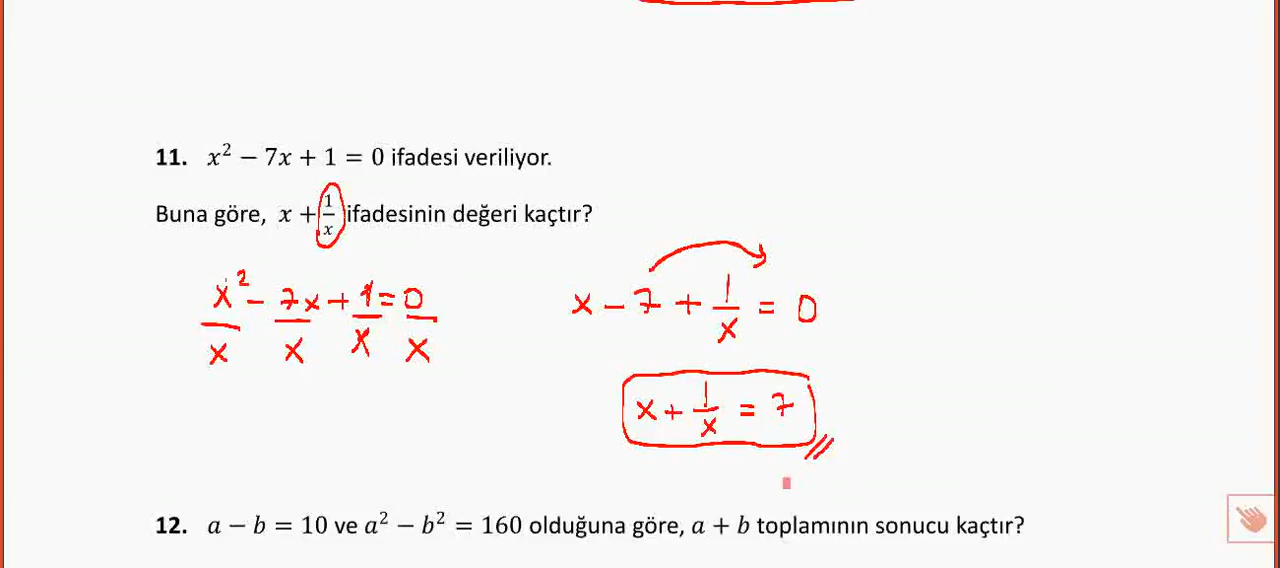 11. x² − 7x + 1 = 0 ifadesi veriliyor.
Buna göre, x + 1/x ifadesinin değeri kaçtır?
x²/x - 7x/x + 1/x = 0/x
x - 7 + 1/x = 0
x + 1/x = 7
12. a − b = 10 ve a² − b² = 160 olduğuna göre, a + b toplamının sonucu kaçtır?